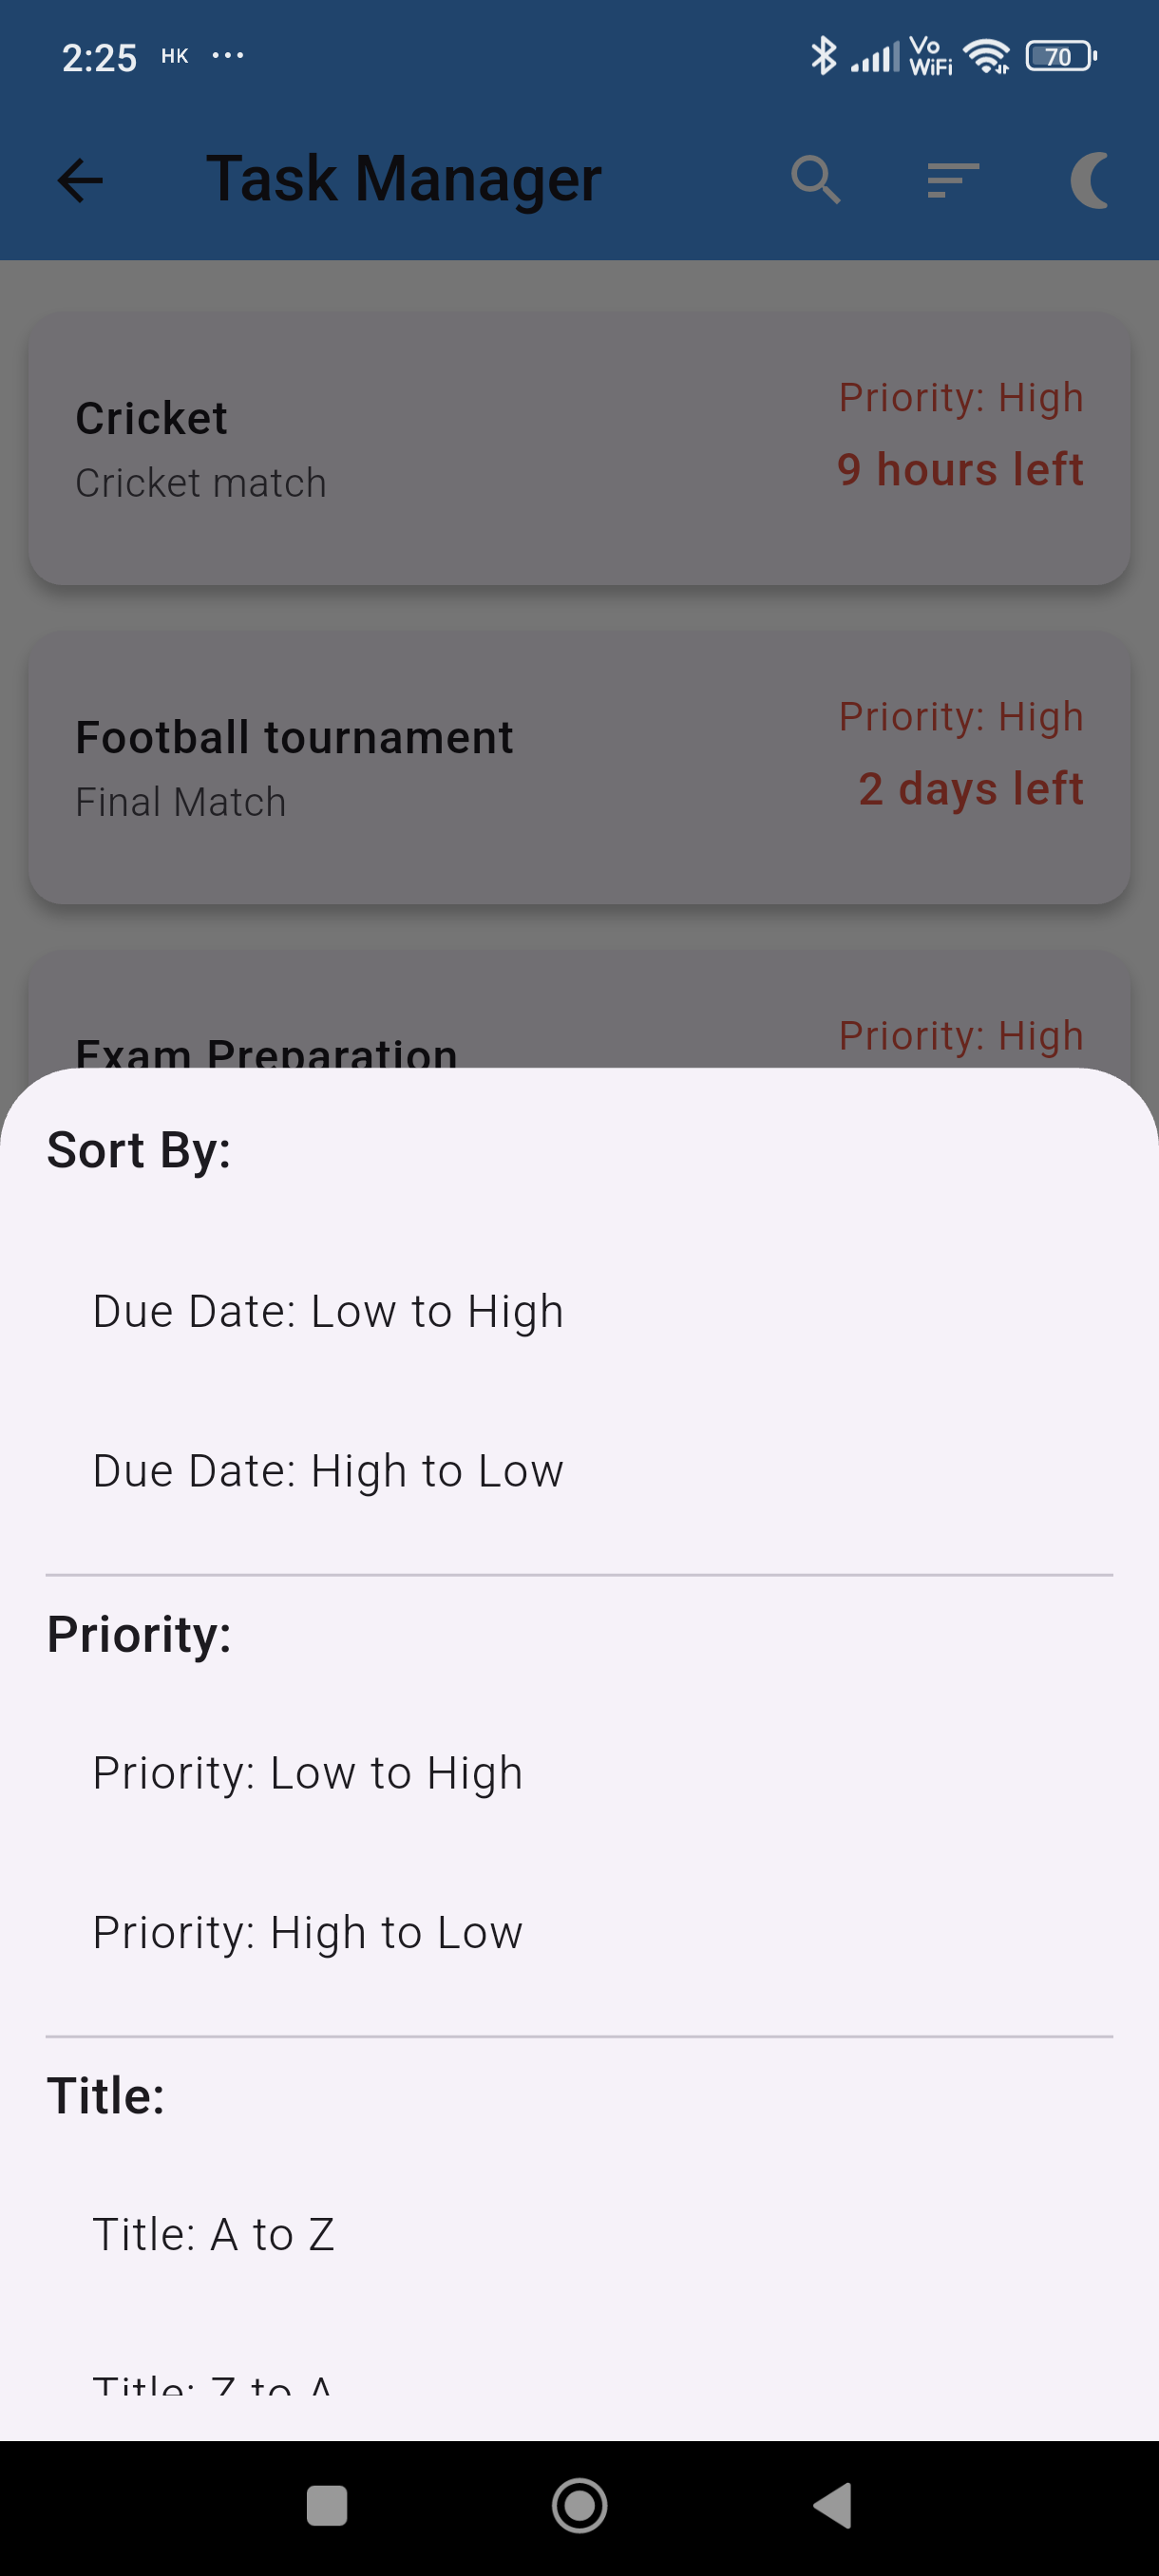 2:25 HK ... Vo WiFi 70
Task Manager
Cricket
Priority: High
Cricket match
9 hours left
Football tournament
Priority: High
Final Match
2 days left
Exam Preparation
Priority: High
Sort By:
Due Date: Low to High
Due Date: High to Low
Priority:
Priority: Low to High
Priority: High to Low
Title:
Title: A to Z
Title: Z to A